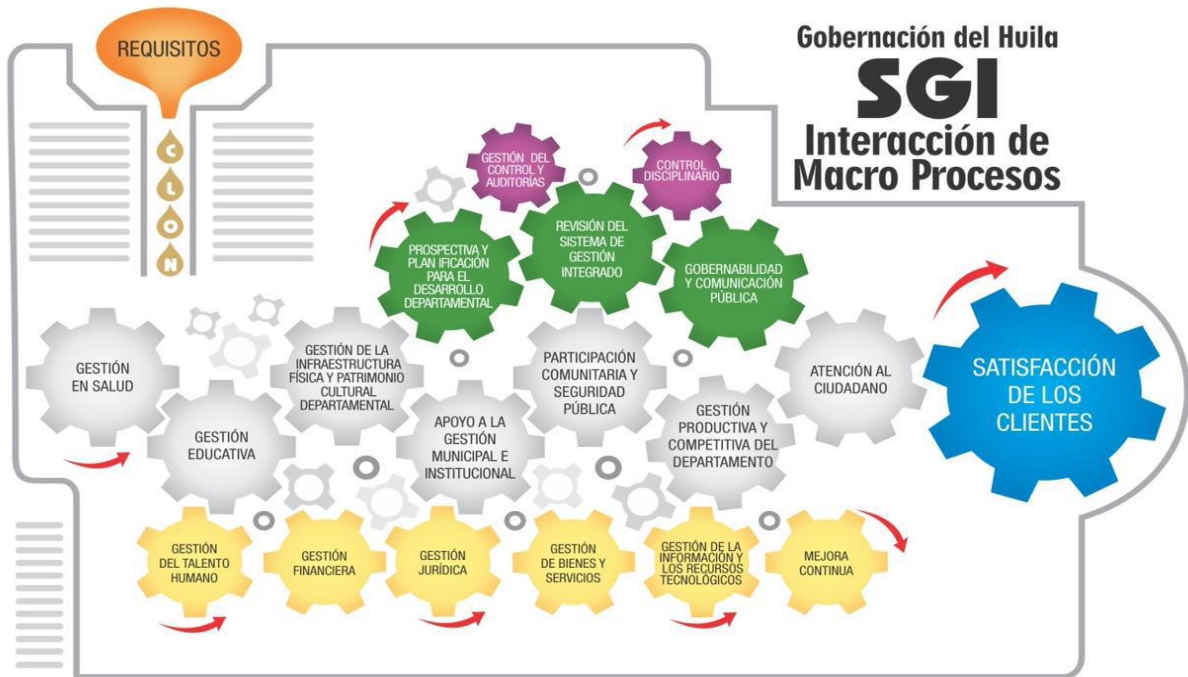 REQUISITOS
C
L
O
N
Gobernación del Huila
SGI
Interacción de
Macro Procesos
GESTIÓN DEL
CONTROL Y
AUDITORÍAS
CONTROL
DISCIPLINARIO
PROSPECTIVA Y
PLAN IFICACIÓN
PARA EL
DESARROLLO
DEPARTAMENTAL
REVISIÓN DEL
SISTEMA DE
GESTIÓN
INTEGRADO
GOBERNABILIDAD
Y COMUNICACIÓN
PÚBLICA
GESTIÓN
EN SALUD
GESTIÓN
EDUCATIVA
GESTIÓN DE LA
INFRAESTRUCTURA
FÍSICA Y PATRIMONIO
CULTURAL
DEPARTAMENTAL
APOYO A LA
GESTIÓN
MUNICIPAL E
INSTITUCIONAL
PARTICIPACIÓN
COMUNITARIA Y
SEGURIDAD
PÚBLICA
GESTIÓN
PRODUCTIVA Y
COMPETITIVA DEL
DEPARTAMENTO
ATENCIÓN AL
CIUDADANO
SATISFACCIÓN
DE LOS
CLIENTES
GESTIÓN
DEL TALENTO
HUMANO
GESTIÓN
FINANCIERA
GESTIÓN
JURÍDICA
GESTIÓN
DE BIENES Y
SERVICIOS
GESTIÓN DE LA
INFORMACIÓN Y
LOS RECURSOS
TECNOLÓGICOS
MEJORA
CONTINUA